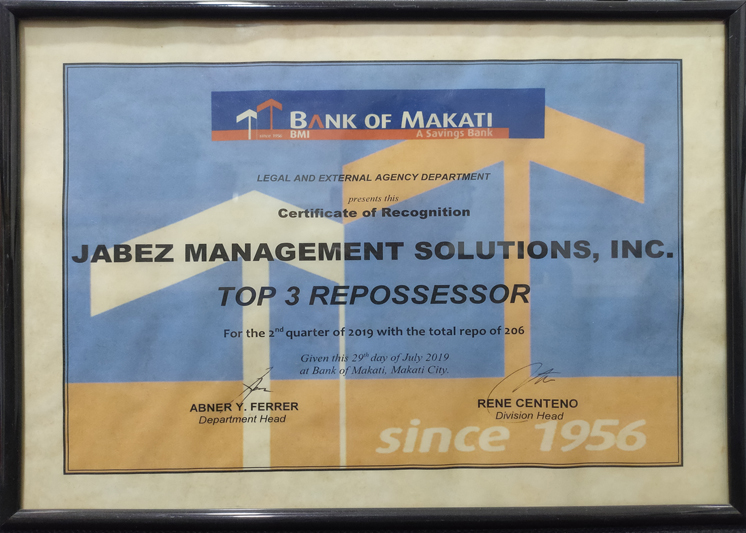 BANK OF MAKATI
since 1956 BMI A Savings Bank
LEGAL AND EXTERNAL AGENCY DEPARTMENT
presents this
Certificate of Recognition
JABEZ MANAGEMENT SOLUTIONS, INC.
TOP 3 REPOSSESSOR
For the 2nd quarter of 2019 with the total repo of 206
Given this 29th day of July 2019
at Bank of Makati, Makati City.
ABNER Y. FERRER
Department Head
RENE CENTENO
Division Head
since 1956